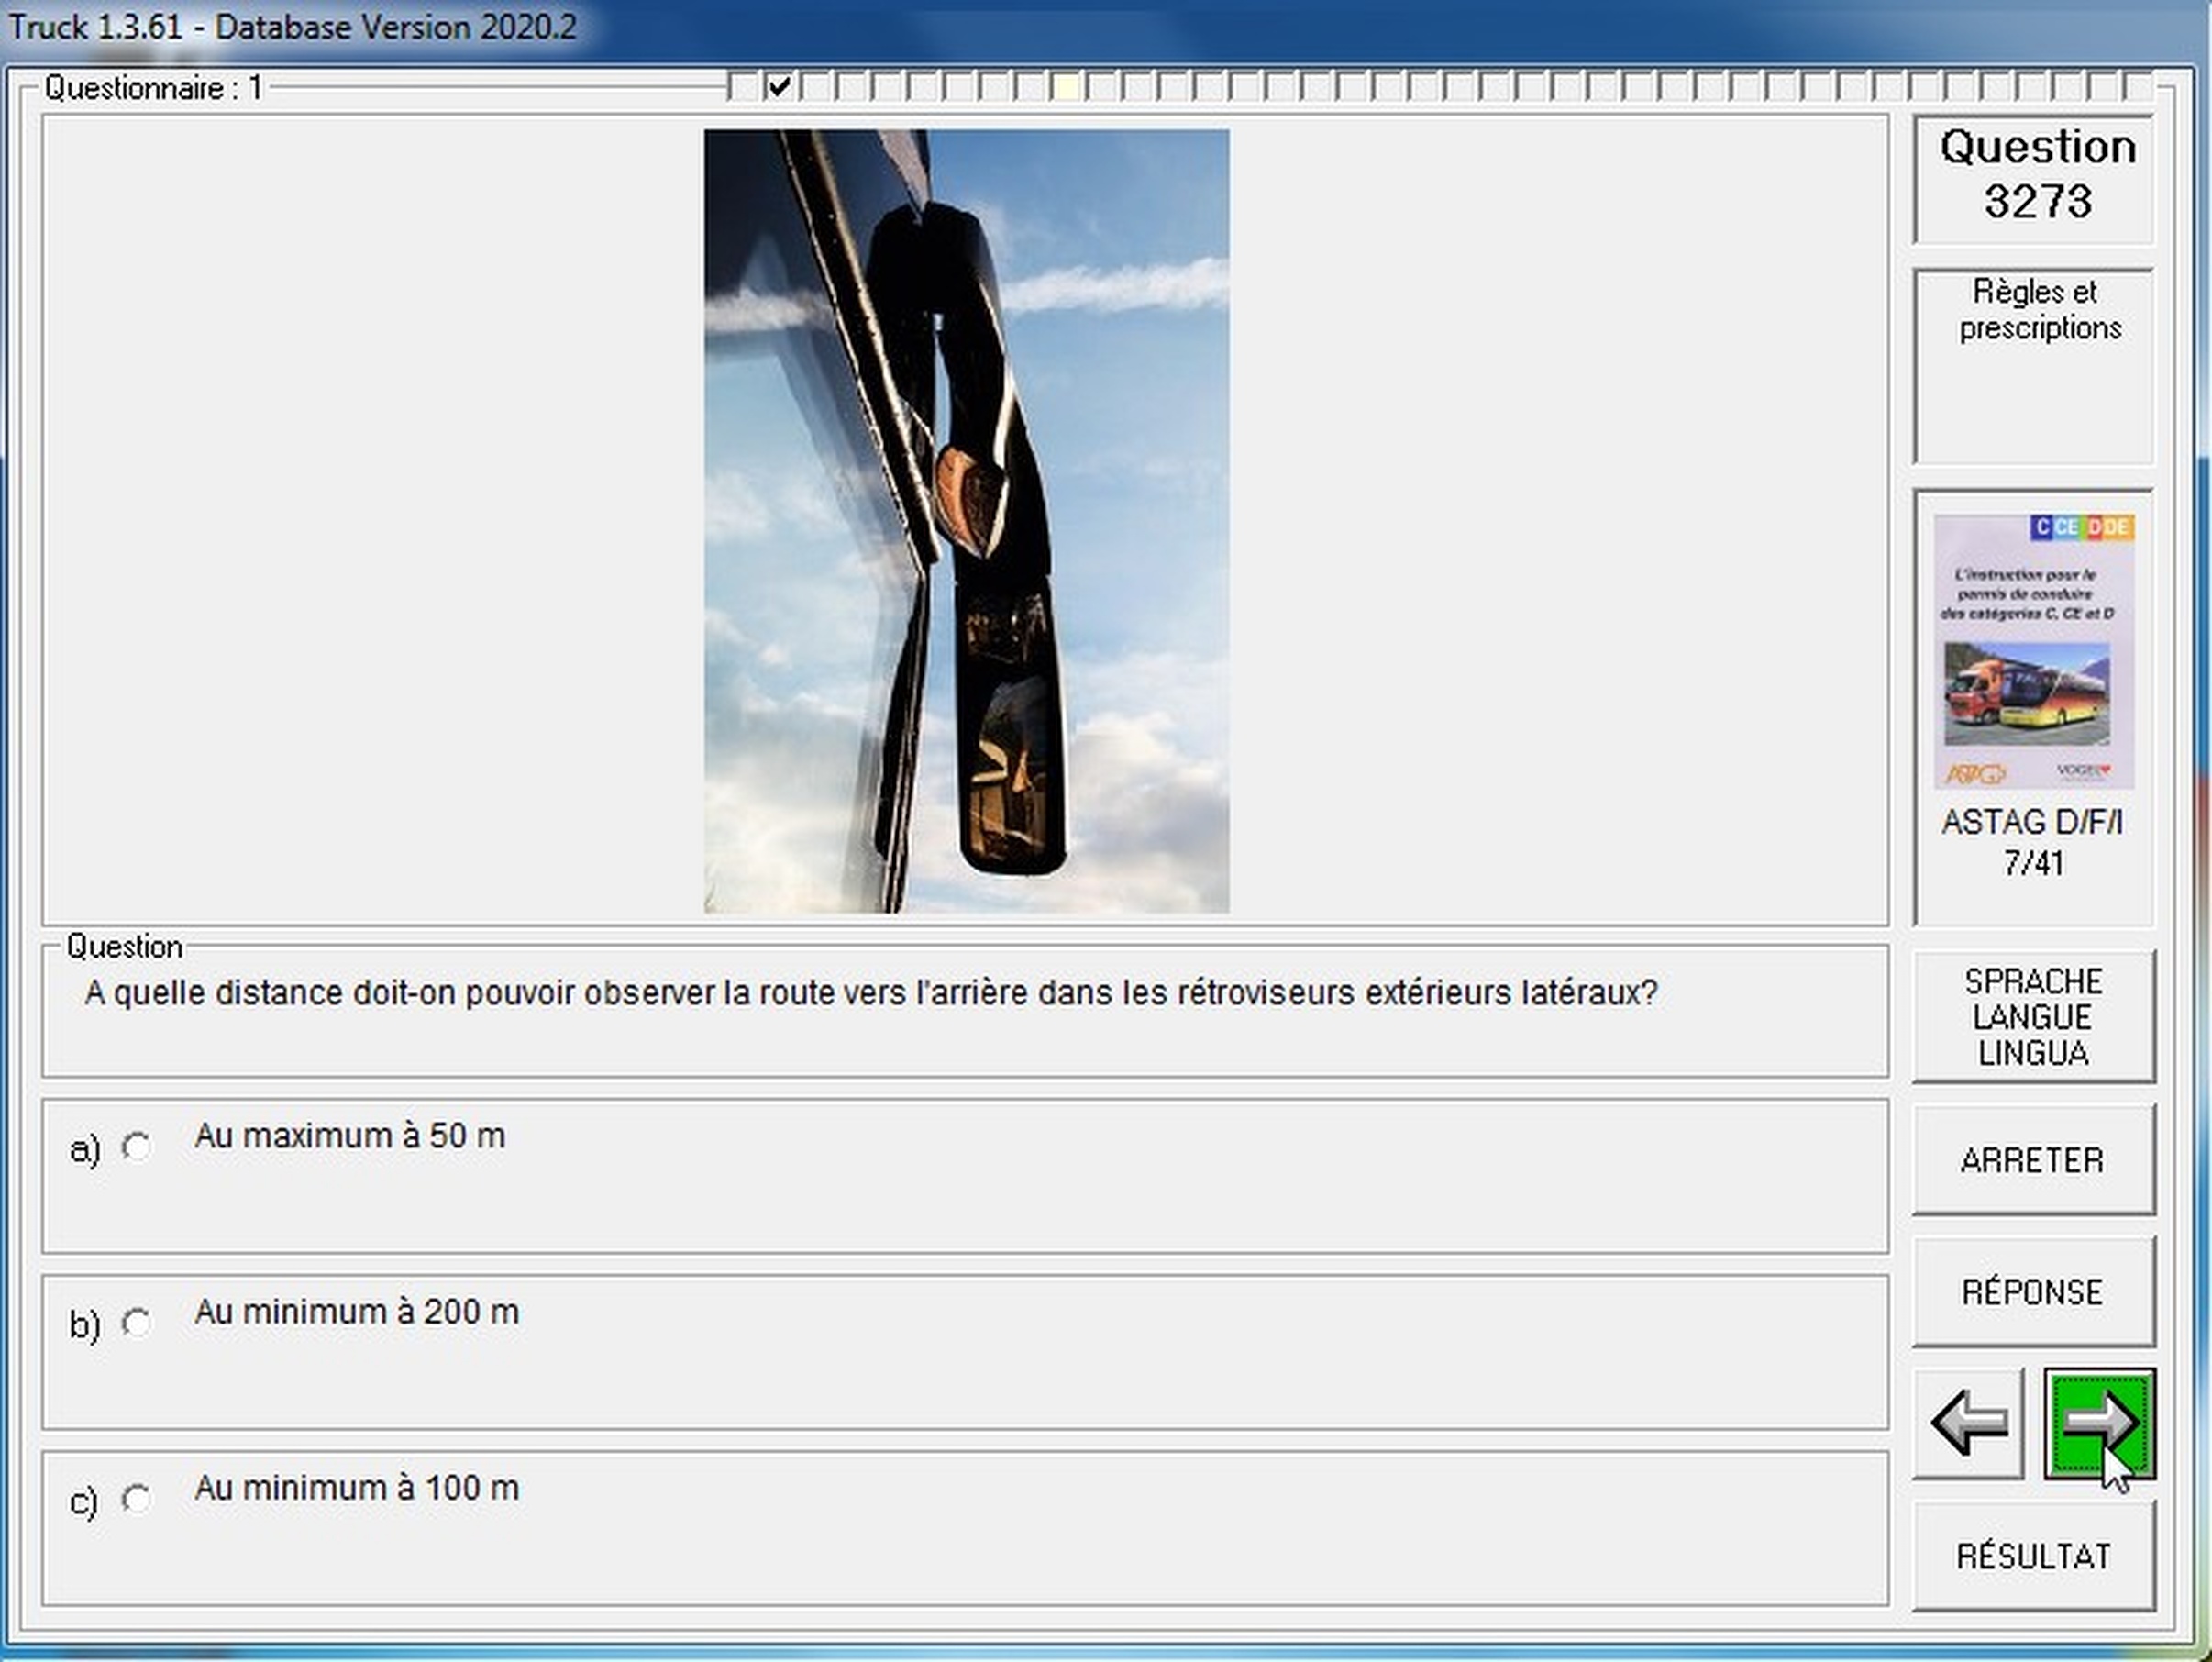 Truck 1.3.61 - Database Version 2020.2
Questionnaire : 1
Question
3273
Règles et
prescriptions
C CE D DE
L'instruction pour le
permis de conduire
des catégories C, CE et D
ASTAG
VOGEL
ASTAG D/F/I
7/41
Question
A quelle distance doit-on pouvoir observer la route vers l'arrière dans les rétroviseurs extérieurs latéraux?
a) Au maximum à 50 m
b) Au minimum à 200 m
c) Au minimum à 100 m
SPRACHE
LANGUE
LINGUA
ARRETER
RÉPONSE
RÉSULTAT